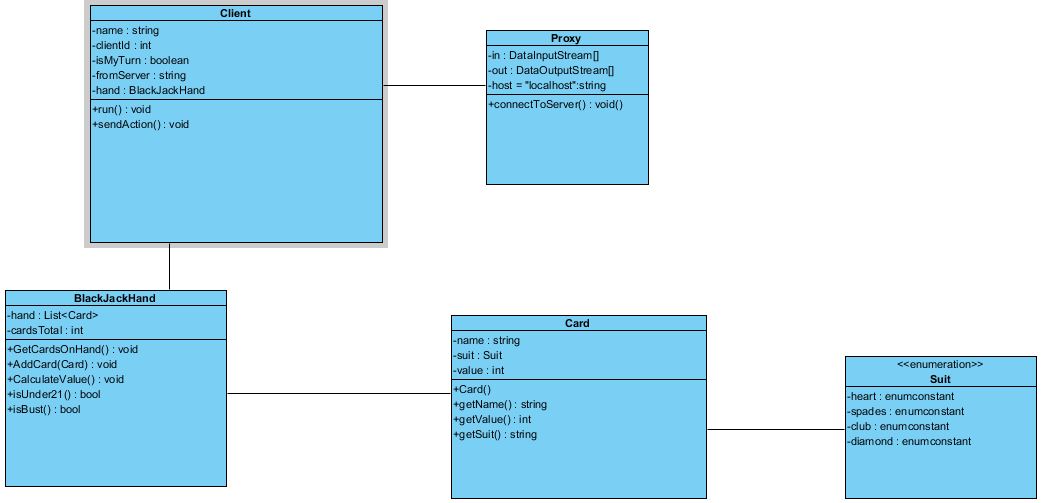 Client
-name : string
-clientId : int
-isMyTurn : boolean
-fromServer : string
-hand : BlackJackHand
+run() : void
+sendAction() : void
Proxy
-in : DataInputStream[]
-out : DataOutputStream[]
-host = "localhost":string
+connectToServer() : void()
BlackJackHand
-hand : List<Card>
-cardsTotal : int
+GetCardsOnHand() : void
+AddCard(Card) : void
+CalculateValue() : void
+isUnder21() : bool
+isBust() : bool
Card
-name : string
-suit : Suit
-value : int
+Card()
+getName() : string
+getValue() : int
+getSuit() : string
<<enumeration>>
Suit
-heart : enumconstant
-spades : enumconstant
-club : enumconstant
-diamond : enumconstant